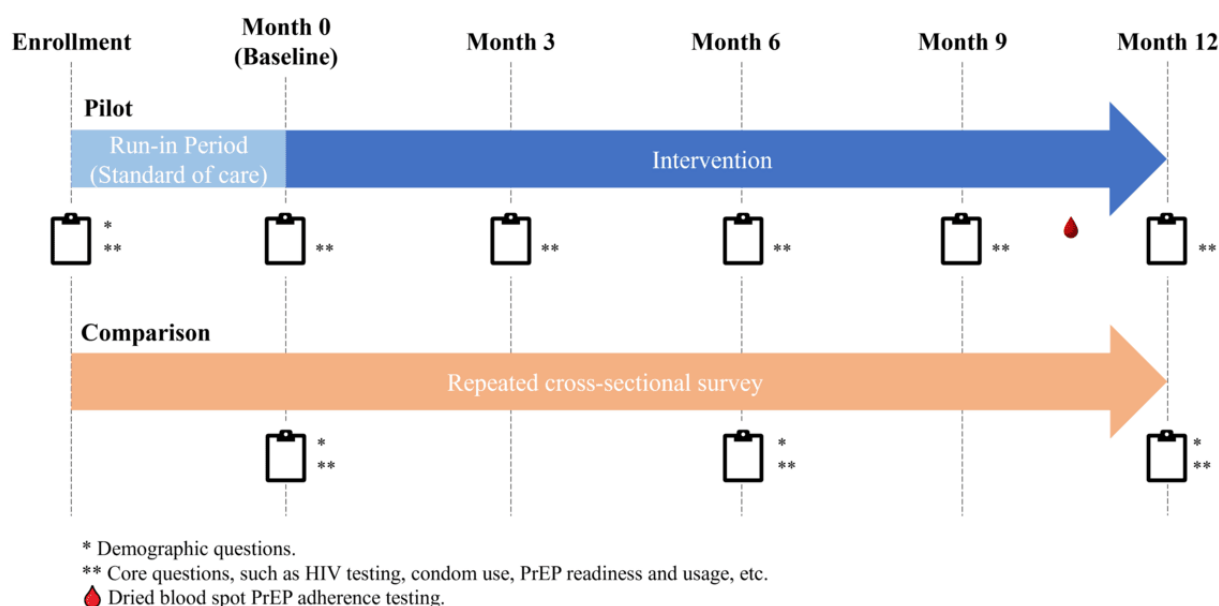 Enrollment
Month 0
(Baseline)
Month 3
Month 6
Month 9
Month 12
Pilot
Run-in Period
(Standard of care)
Intervention
*
**
**
**
**
**
**
Comparison
Repeated cross-sectional survey
*
**
*
**
*
**
* Demographic questions.
** Core questions, such as HIV testing, condom use, PrEP readiness and usage, etc.
Dried blood spot PrEP adherence testing.